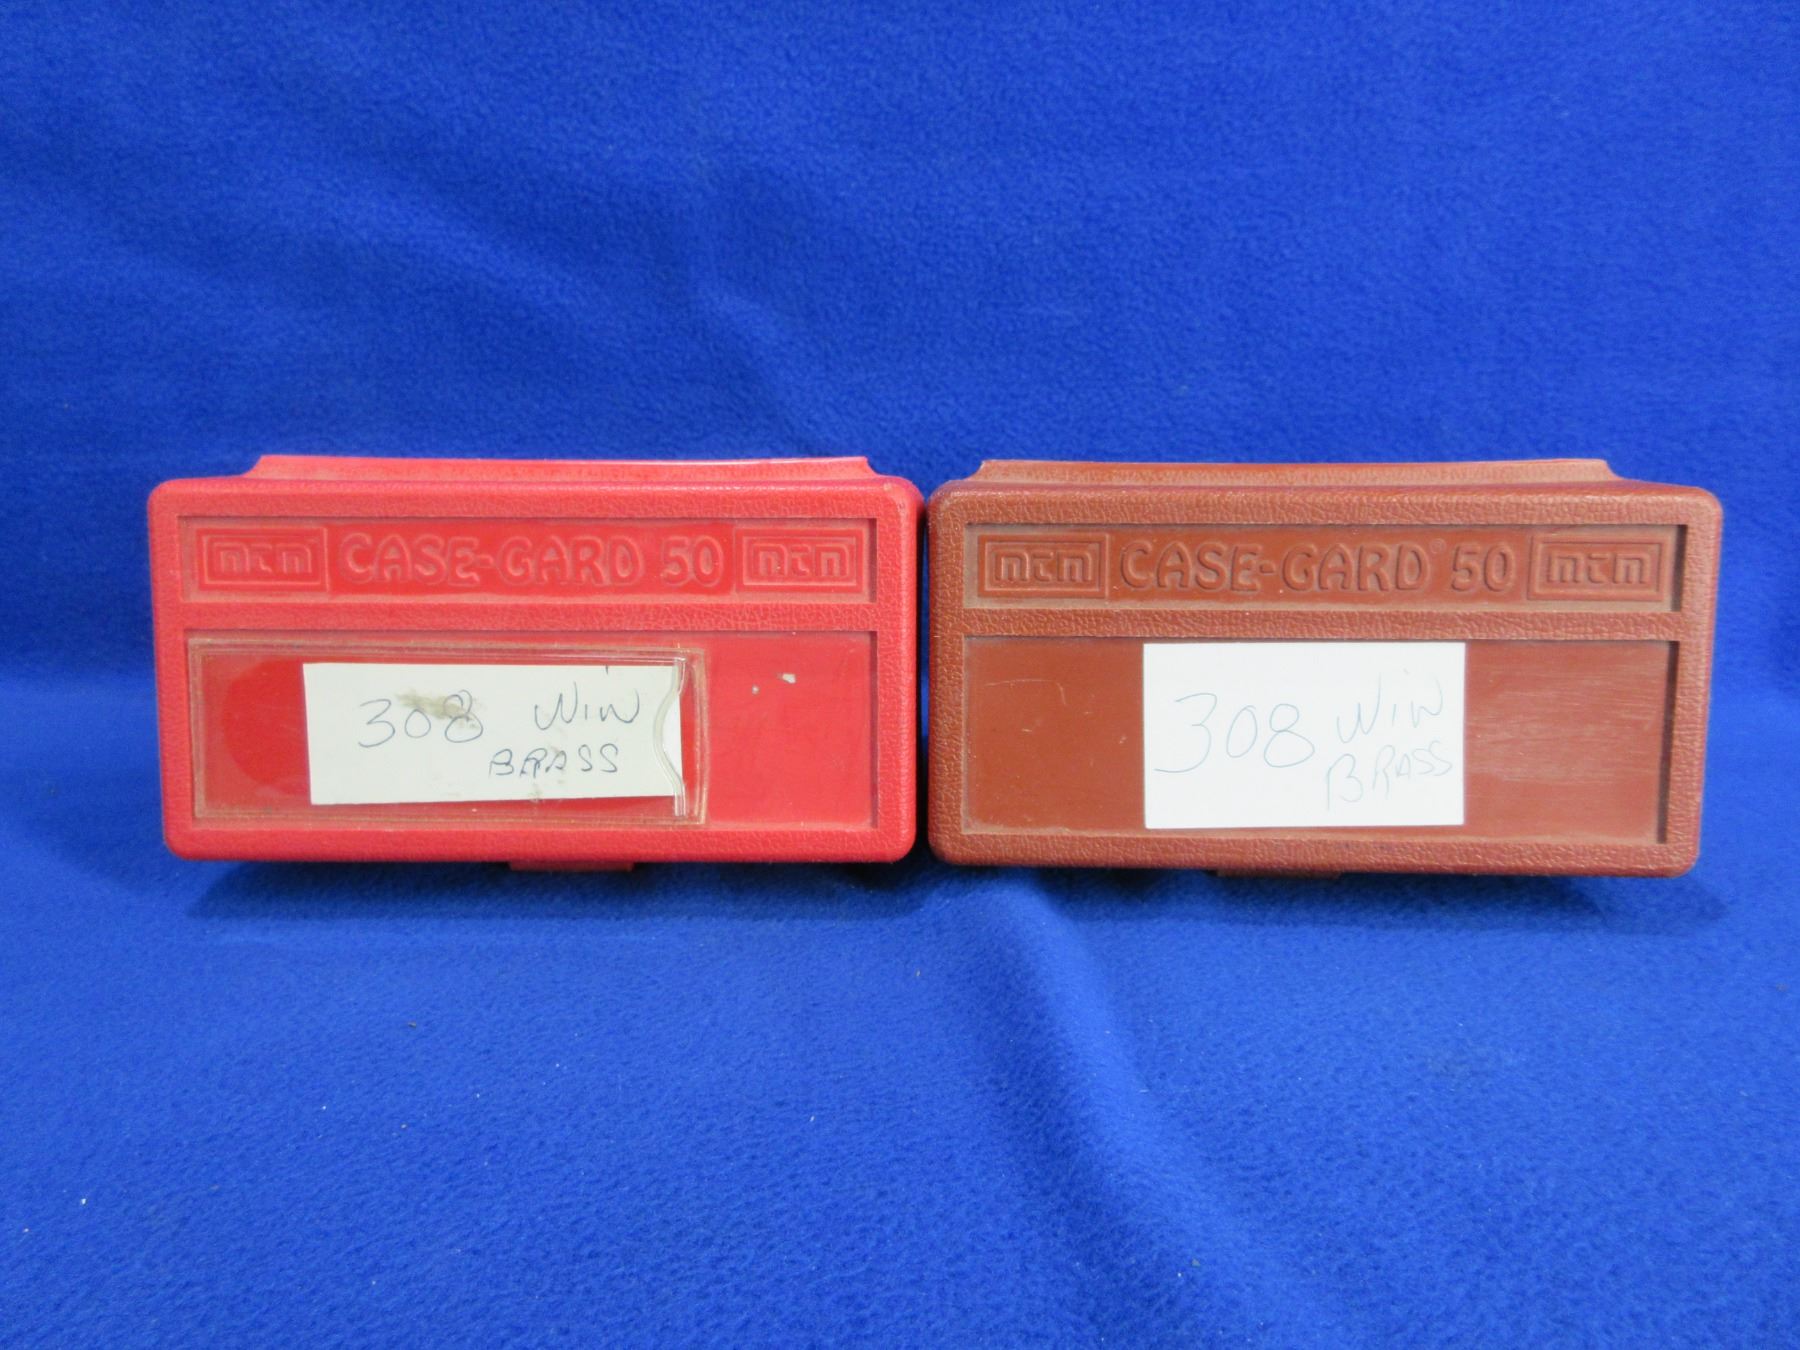 mtm CASE-GARD 50 mtm
308 WIN
BRASS
mtm CASE-GARD® 50 mtm
308 WIN
BRASS